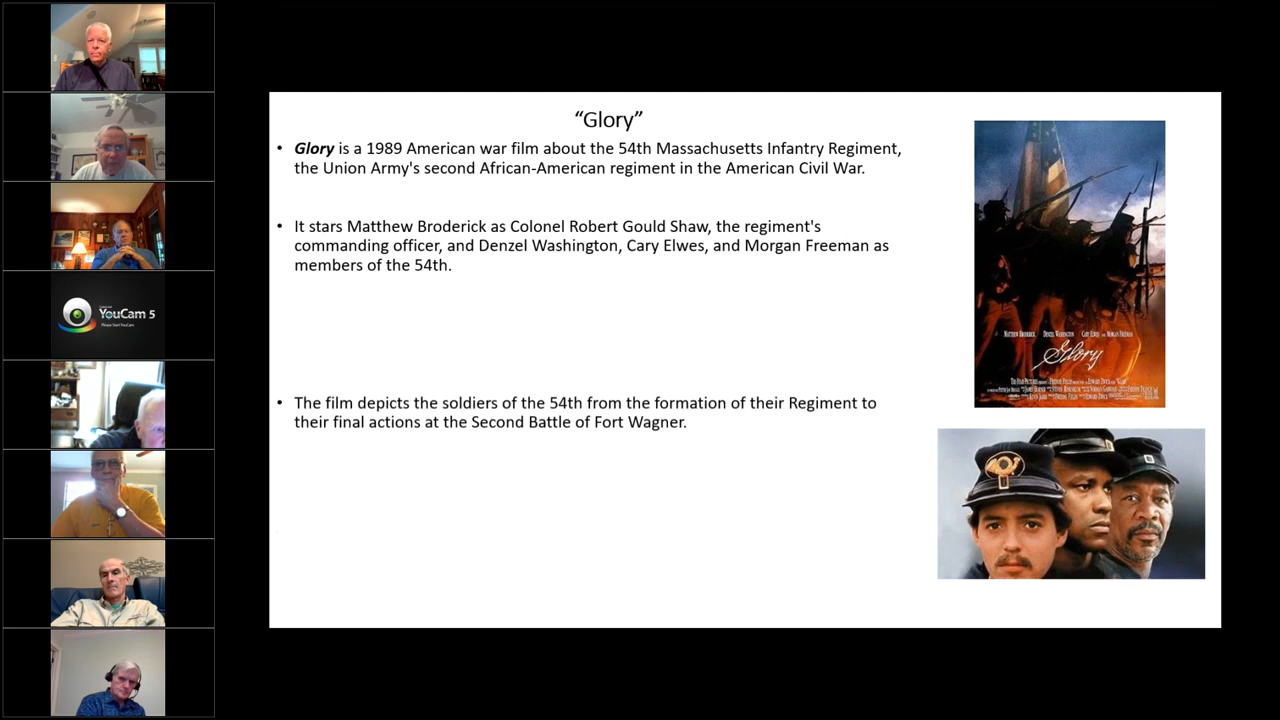 YouCam 5
Please Start YouCam
“Glory”
• Glory is a 1989 American war film about the 54th Massachusetts Infantry Regiment,
the Union Army's second African-American regiment in the American Civil War.
• It stars Matthew Broderick as Colonel Robert Gould Shaw, the regiment's
commanding officer, and Denzel Washington, Cary Elwes, and Morgan Freeman as
members of the 54th.
• The film depicts the soldiers of the 54th from the formation of their Regiment to
their final actions at the Second Battle of Fort Wagner.
MATTHEW BRODERICK DENZEL WASHINGTON CARY ELWES AND MORGAN FREEMAN
Glory